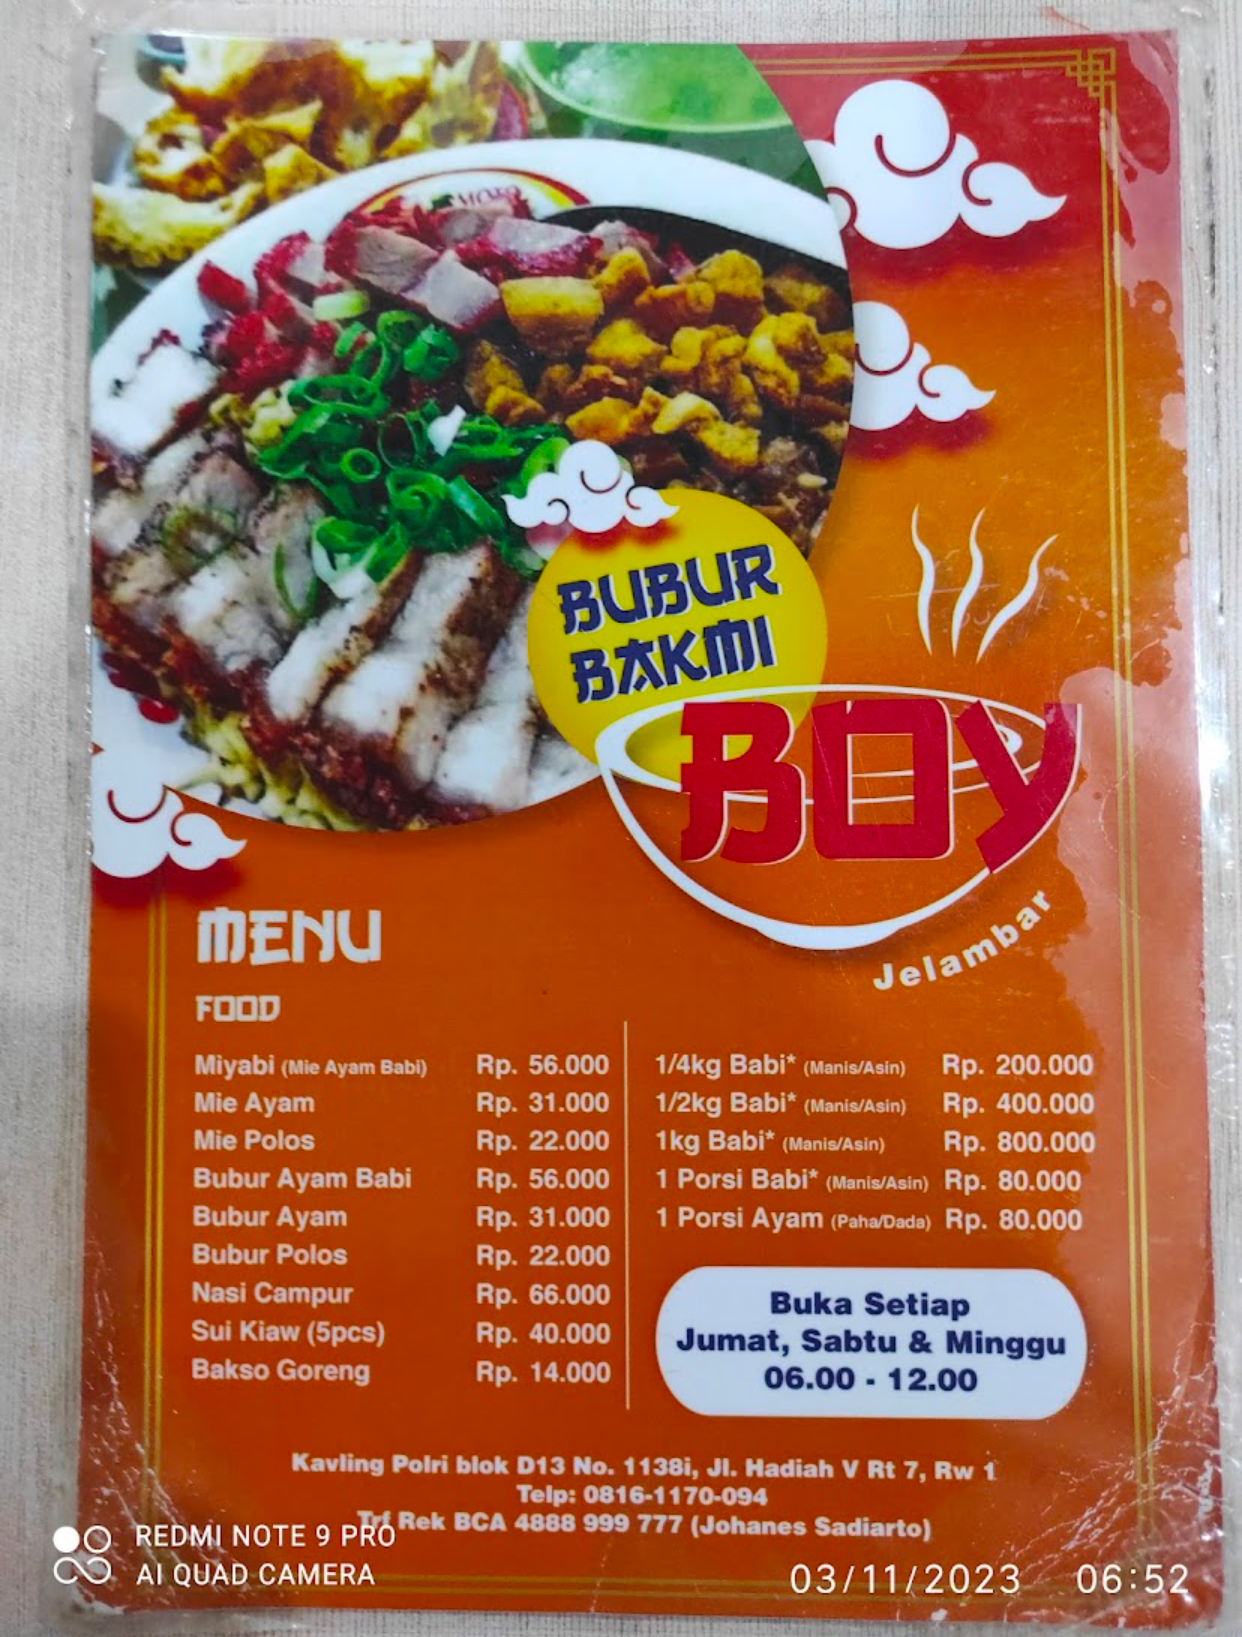 BUBUR
BAKMI
BOY
Jelambar
MENU
FOOD
Miyabi (Mie Ayam Babi) Rp. 56.000
Mie Ayam Rp. 31.000
Mie Polos Rp. 22.000
Bubur Ayam Babi Rp. 56.000
Bubur Ayam Rp. 31.000
Bubur Polos Rp. 22.000
Nasi Campur Rp. 66.000
Sui Kiaw (5pcs) Rp. 40.000
Bakso Goreng Rp. 14.000
1/4kg Babi* (Manis/Asin) Rp. 200.000
1/2kg Babi* (Manis/Asin) Rp. 400.000
1kg Babi* (Manis/Asin) Rp. 800.000
1 Porsi Babi* (Manis/Asin) Rp. 80.000
1 Porsi Ayam (Paha/Dada) Rp. 80.000
Buka Setiap
Jumat, Sabtu & Minggu
06.00 - 12.00
Kavling Polri blok D13 No. 1138i, Jl. Hadiah V Rt 7, Rw 1
Telp: 0816-1170-094
Trf Rek BCA 4888 999 777 (Johanes Sadiarto)
REDMI NOTE 9 PRO
AI QUAD CAMERA
03/11/2023 06:52